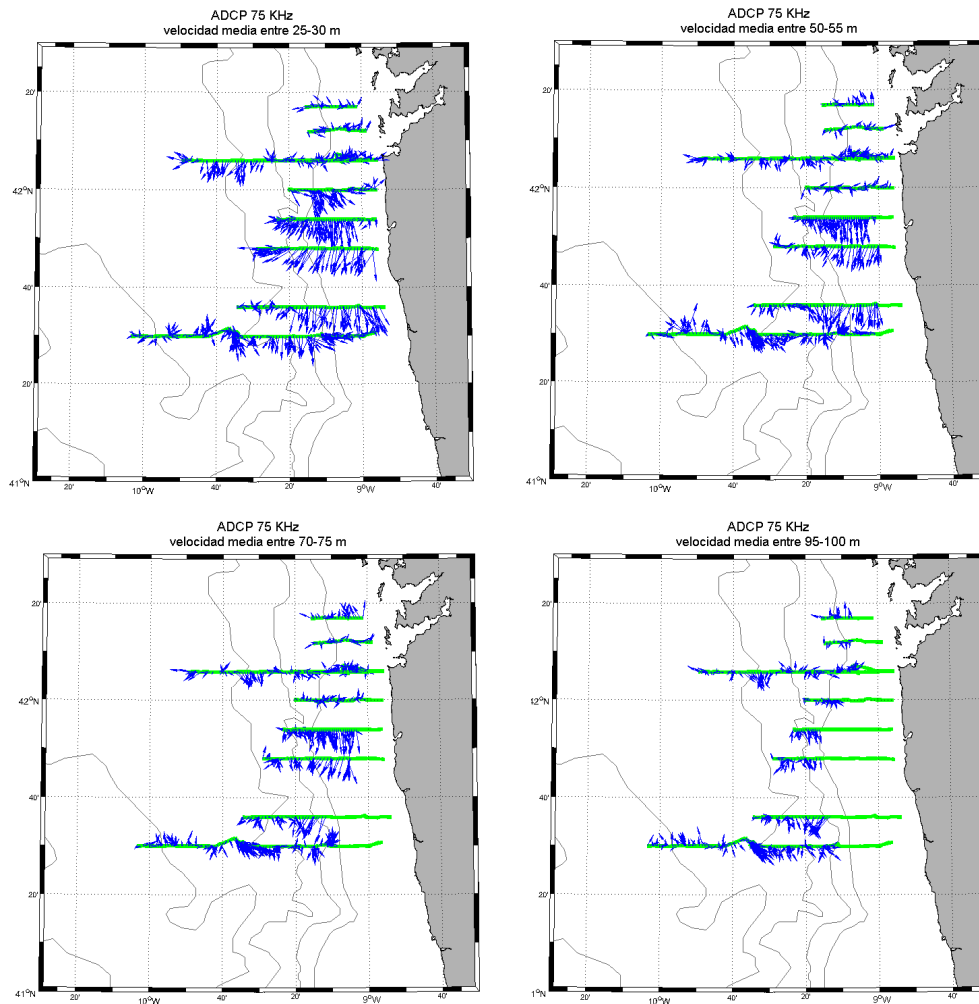 ADCP 75 KHz
velocidad media entre 25-30 m
20'
42°N
40'
20'
41°N
20'
10°W
40'
20'
9°W
40'
ADCP 75 KHz
velocidad media entre 50-55 m
20'
42°N
40'
20'
41°N
20'
10°W
40'
20'
9°W
40'
ADCP 75 KHz
velocidad media entre 70-75 m
20'
42°N
40'
20'
41°N
20'
10°W
40'
20'
9°W
40'
ADCP 75 KHz
velocidad media entre 95-100 m
20'
42°N
40'
20'
1°N
20'
10°W
40'
20'
9°W
40'